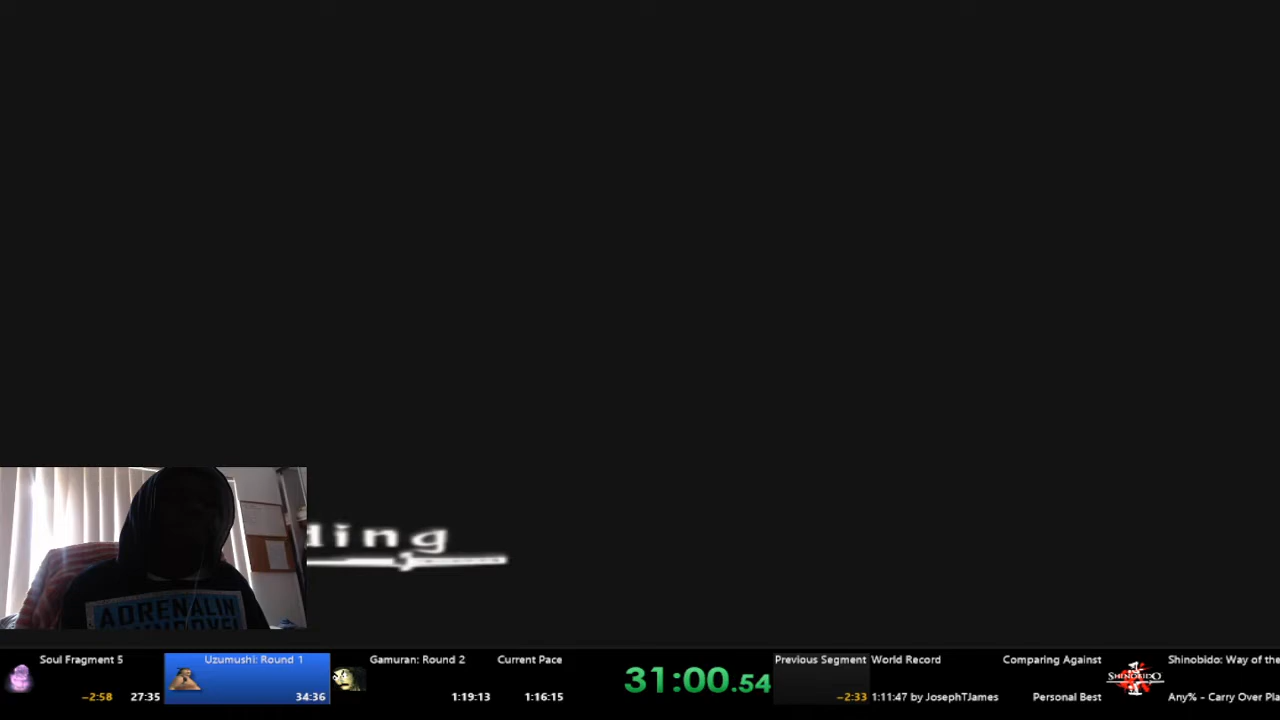 ding
ADRENALIN
Soul Fragment 5
−2:58 27:35
Uzumushi: Round 1
34:36
Gamuran: Round 2
1:19:13
Current Pace
1:16:15
31:00.54
Previous Segment
−2:33
World Record
1:11:47 by JosephTJames
Comparing Against
Personal Best
SHINOBIDO
Shinobido: Way of the
Any% - Carry Over Pla